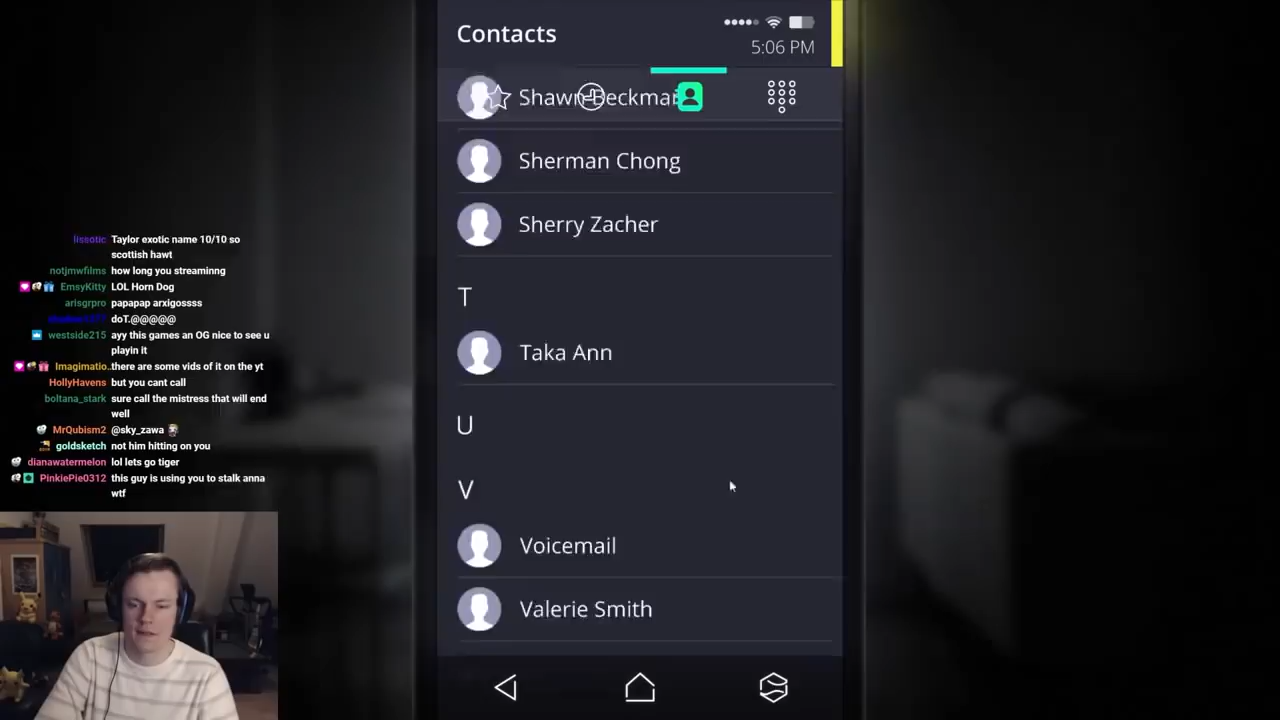 Contacts
5:06 PM
Shawn Beckman
Sherman Chong
Sherry Zacher
T
Taka Ann
U
V
Voicemail
Valerie Smith
lissotic Taylor exotic name 10/10 so
scottish hawt
notjmwfilms how long you streaminng
EmsyKitty LOL Horn Dog
arisgrpro papapap arxigossss
doT.@@@@@
westside215 ayy this games an OG nice to see u
playin it
Imaginatio.. there are some vids of it on the yt
HollyHavens but you cant call
boltana_stark sure call the mistress that will end
well
MrQubism2 @sky_zawa
goldsketch not him hitting on you
dianawatermelon lol lets go tiger
PinkiePie0312 this guy is using you to stalk anna
wtf